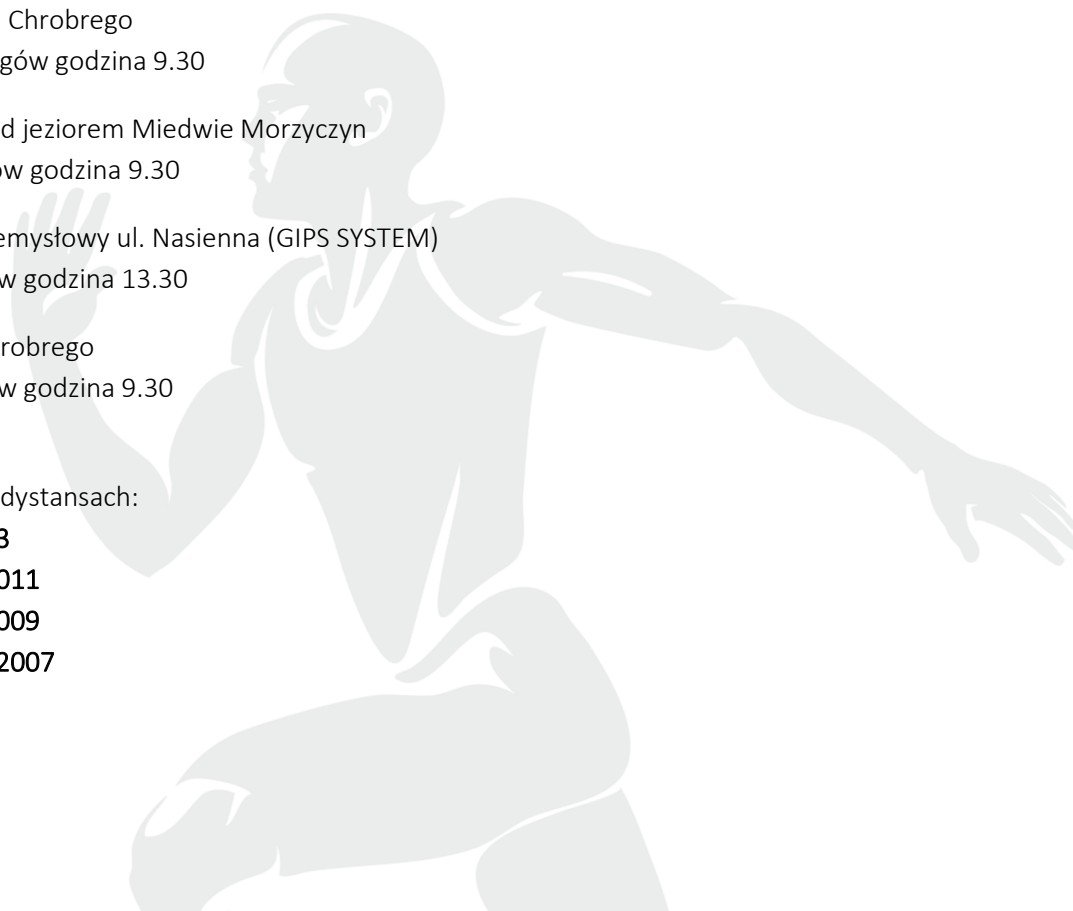 Chrobrego
gów godzina 9.30
d jeziorem Miedwie Morzyczyn
ów godzina 9.30
emysłowy ul. Nasienna (GIPS SYSTEM)
w godzina 13.30
robrego
w godzina 9.30
dystansach:
3
011
009
2007